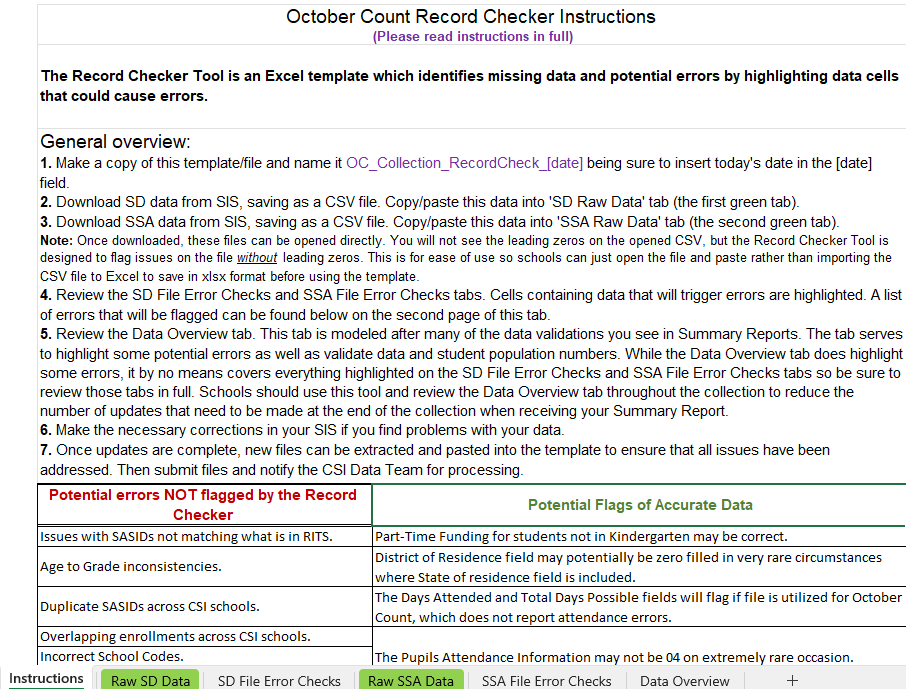 October Count Record Checker Instructions
(Please read instructions in full)
The Record Checker Tool is an Excel template which identifies missing data and potential errors by highlighting data cells
that could cause errors.
General overview:
1. Make a copy of this template/file and name it OC_Collection_RecordCheck_[date] being sure to insert today's date in the [date]
field.
2. Download SD data from SIS, saving as a CSV file. Copy/paste this data into 'SD Raw Data' tab (the first green tab).
3. Download SSA data from SIS, saving as a CSV file. Copy/paste this data into 'SSA Raw Data' tab (the second green tab).
Note: Once downloaded, these files can be opened directly. You will not see the leading zeros on the opened CSV, but the Record Checker Tool is
designed to flag issues on the file without leading zeros. This is for ease of use so schools can just open the file and paste rather than importing the
CSV file to Excel to save in xlsx format before using the template.
4. Review the SD File Error Checks and SSA File Error Checks tabs. Cells containing data that will trigger errors are highlighted. A list
of errors that will be flagged can be found below on the second page of this tab.
5. Review the Data Overview tab. This tab is modeled after many of the data validations you see in Summary Reports. The tab serves
to highlight some potential errors as well as validate data and student population numbers. While the Data Overview tab does highlight
some errors, it by no means covers everything highlighted on the SD File Error Checks and SSA File Error Checks tabs so be sure to
review those tabs in full. Schools should use this tool and review the Data Overview tab throughout the collection to reduce the
number of updates that need to be made at the end of the collection when receiving your Summary Report.
6. Make the necessary corrections in your SIS if you find problems with your data.
7. Once updates are complete, new files can be extracted and pasted into the template to ensure that all issues have been
addressed. Then submit files and notify the CSI Data Team for processing.
Potential errors NOT flagged by the Record
Checker
Potential Flags of Accurate Data
Issues with SASIDs not matching what is in RITS.
Part-Time Funding for students not in Kindergarten may be correct.
Age to Grade inconsistencies.
District of Residence field may potentially be zero filled in very rare circumstances
where State of residence field is included.
Duplicate SASIDs across CSI schools.
The Days Attended and Total Days Possible fields will flag if file is utilized for October
Count, which does not report attendance errors.
Overlapping enrollments across CSI schools.
Incorrect School Codes.
The Pupils Attendance Information may not be 04 on extremely rare occasion.
Instructions
Raw SD Data
SD File Error Checks
Raw SSA Data
SSA File Error Checks
Data Overview
+